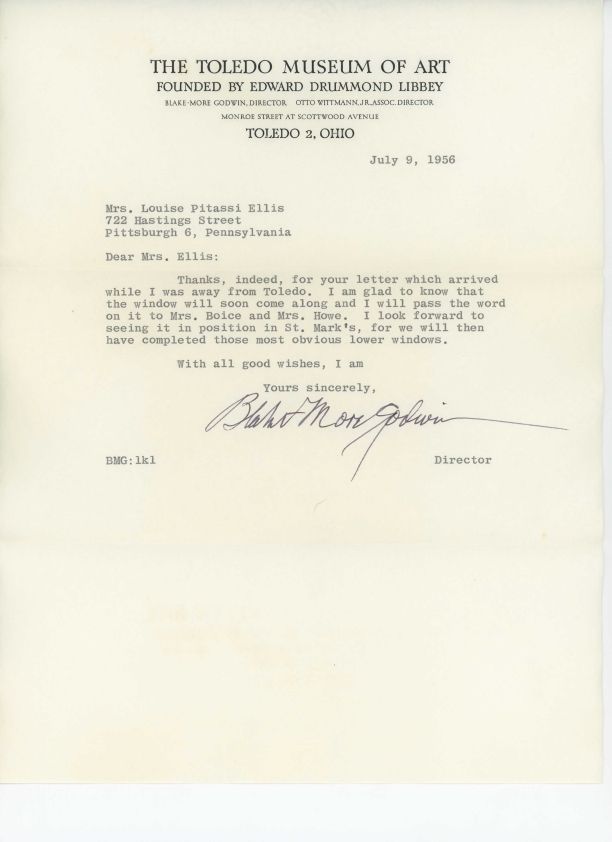 THE TOLEDO MUSEUM OF ART
FOUNDED BY EDWARD DRUMMOND LIBBEY
BLAKE-MORE GODWIN, DIRECTOR OTTO WITTMANN, JR., ASSOC. DIRECTOR
MONROE STREET AT SCOTTWOOD AVENUE
TOLEDO 2, OHIO
July 9, 1956
Mrs. Louise Pitassi Ellis
722 Hastings Street
Pittsburgh 6, Pennsylvania
Dear Mrs. Ellis:
Thanks, indeed, for your letter which arrived
while I was away from Toledo. I am glad to know that
the window will soon come along and I will pass the word
on it to Mrs. Boice and Mrs. Howe. I look forward to
seeing it in position in St. Mark's, for we will then
have completed those most obvious lower windows.
With all good wishes, I am
Yours sincerely,
Blake-More Godwin
BMG:lkl Director